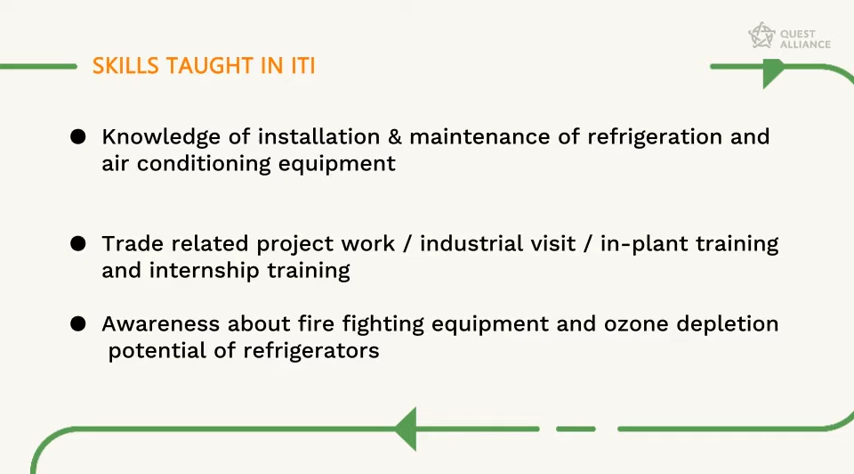 QUEST
ALLIANCE
SKILLS TAUGHT IN ITI
● Knowledge of installation & maintenance of refrigeration and
air conditioning equipment
● Trade related project work / industrial visit / in-plant training
and internship training
● Awareness about fire fighting equipment and ozone depletion
potential of refrigerators